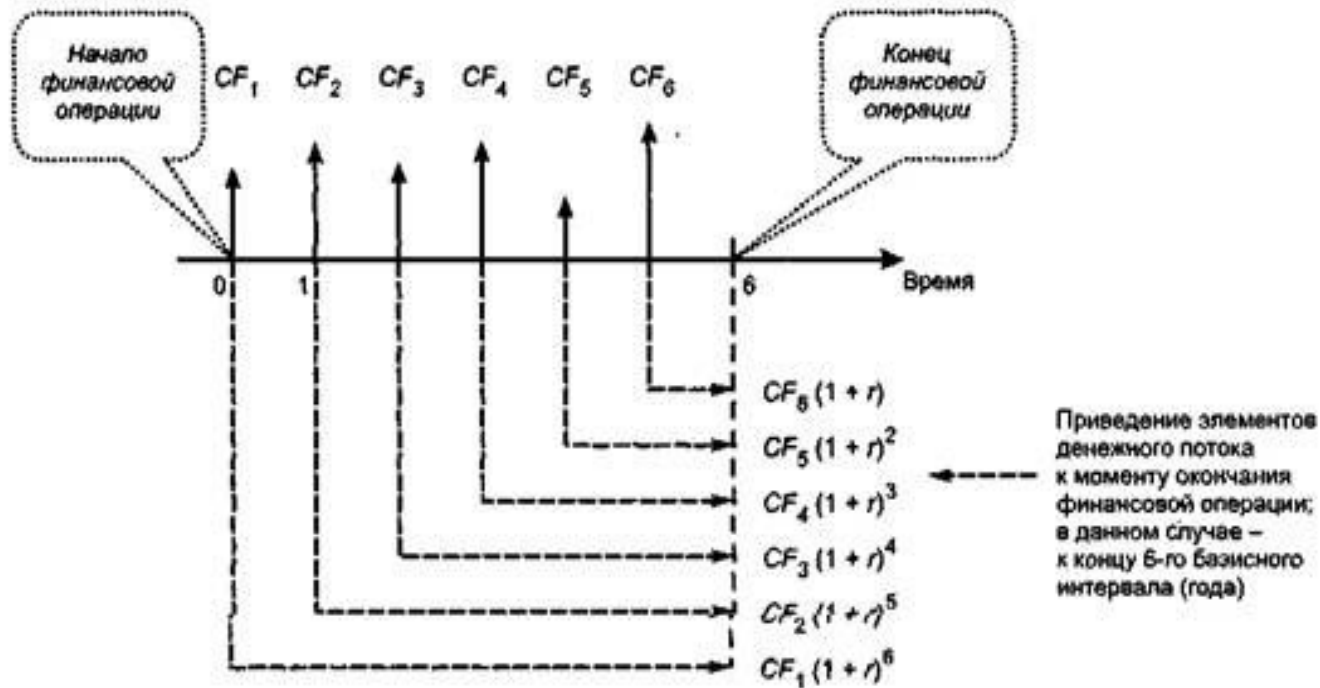 Начало
финансовой
операции
CF₁ CF₂ CF₃ CF₄ CF₅ CF₆
Конец
финансовой
операции
0 1 6 Время
CF₆ (1 + r)
CF₅ (1 + r)²
CF₄ (1 + r)³
CF₃ (1 + r)⁴
CF₂ (1 + r)⁵
CF₁ (1 + r)⁶
Приведение элементов
денежного потока
к моменту окончания
финансовой операции;
в данном случае –
к концу 6-го базисного
интервала (года)